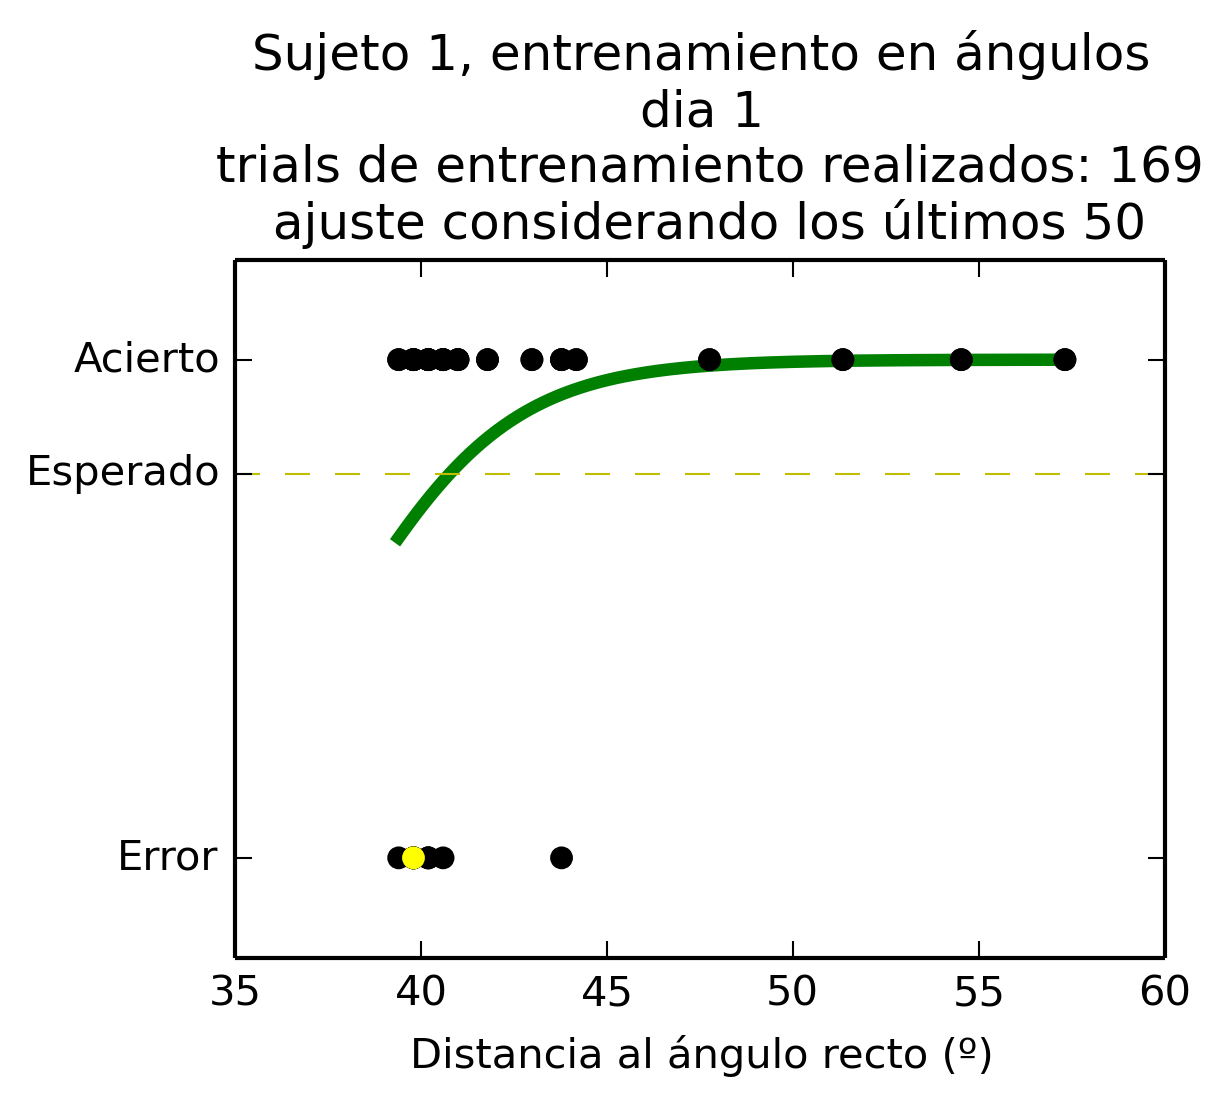 Sujeto 1, entrenamiento en ángulos
dia 1
trials de entrenamiento realizados: 169
ajuste considerando los últimos 50
Acierto
Esperado
Error
35 40 45 50 55 60
Distancia al ángulo recto (º)